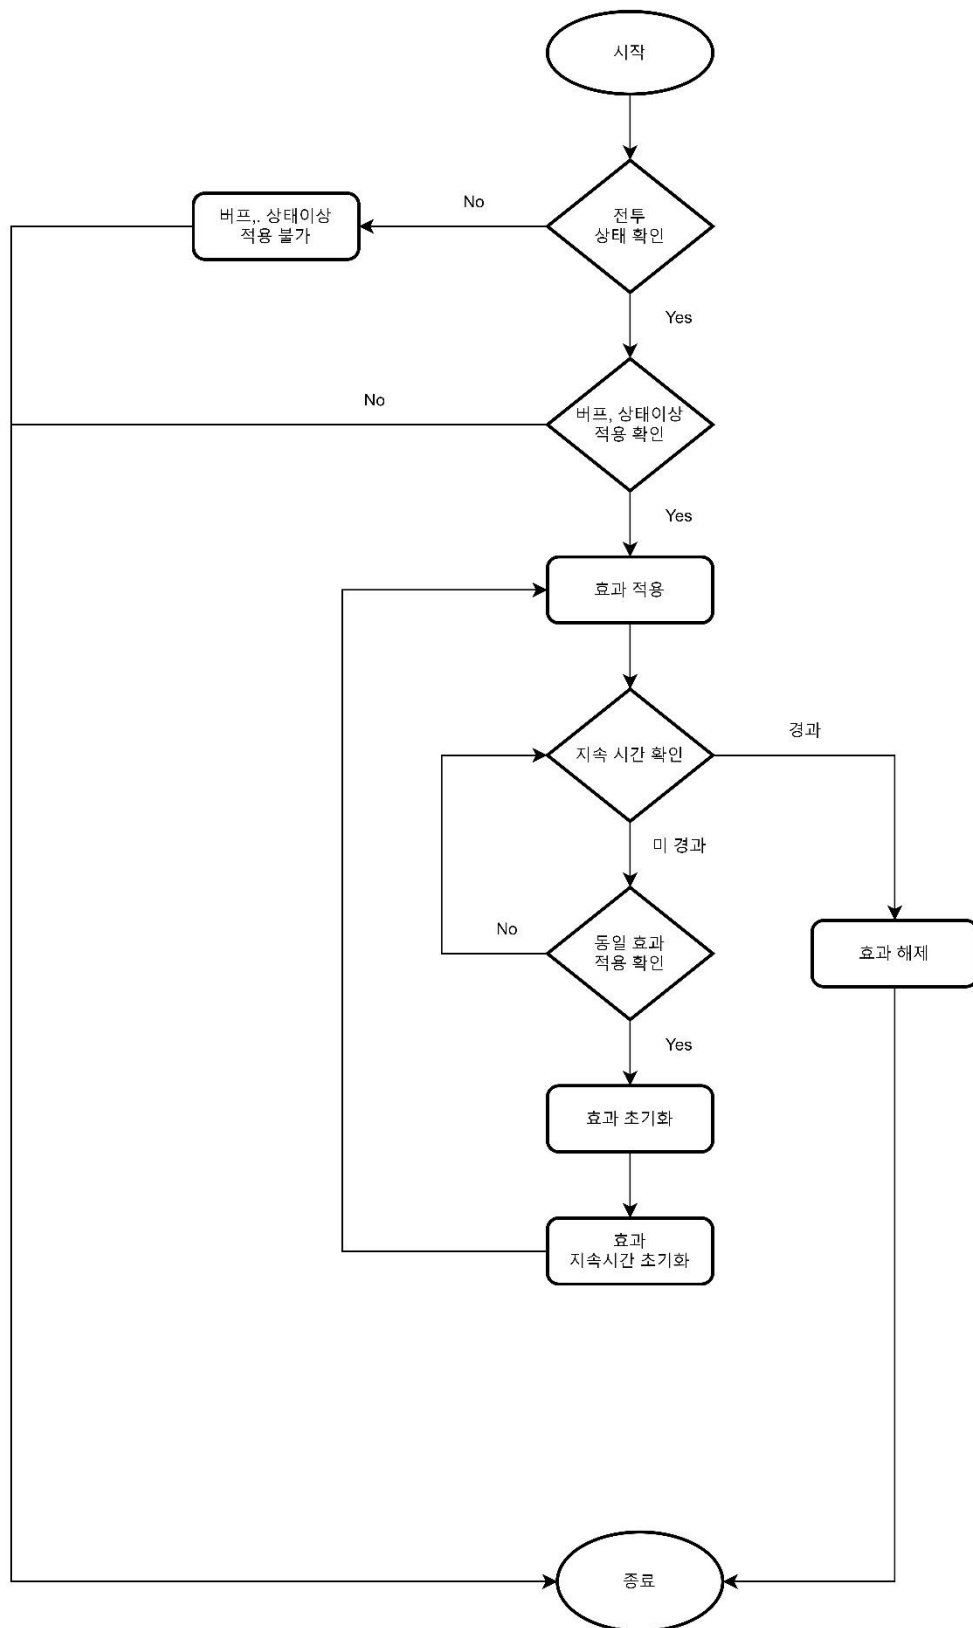 시작
전투
상태 확인
No
버프,. 상태이상
적용 불가
Yes
버프, 상태이상
적용 확인
No
Yes
효과 적용
지속 시간 확인
경과
미 경과
동일 효과
적용 확인
No
효과 해제
Yes
효과 초기화
효과
지속시간 초기화
종료